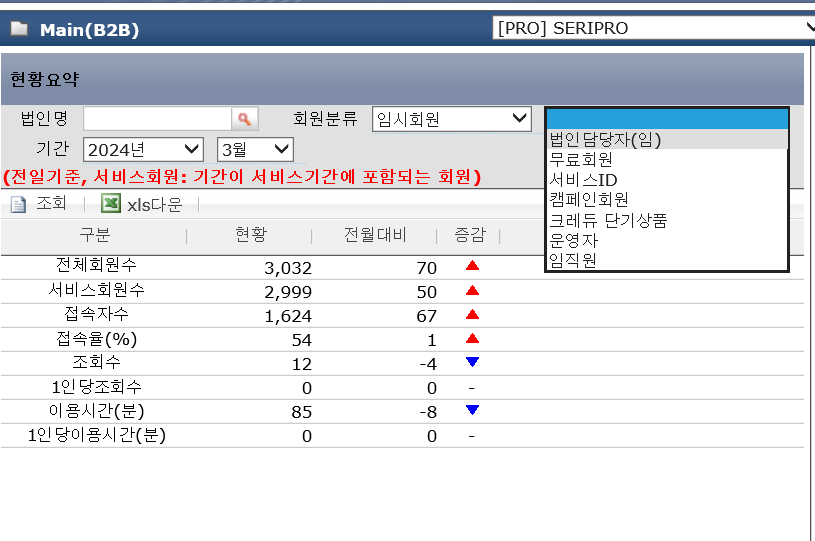 Main(B2B) [PRO] SERIPRO
현황요약
법인명 회원분류 임시회원
법인담당자(임)
기간 2024년 3월
무료회원
서비스ID
(전일기준, 서비스회원: 기간이 서비스기간에 포함되는 회원)
캠페인회원
조회 xls다운
크레듀 단기상품
구분 현황 전월대비 증감
운영자
임직원
전체회원수 3,032 70 ▲
서비스회원수 2,999 50 ▲
접속자수 1,624 67 ▲
접속율(%) 54 1 ▲
조회수 12 -4 ▼
1인당조회수 0 0 -
이용시간(분) 85 -8 ▼
1인당이용시간(분) 0 0 -